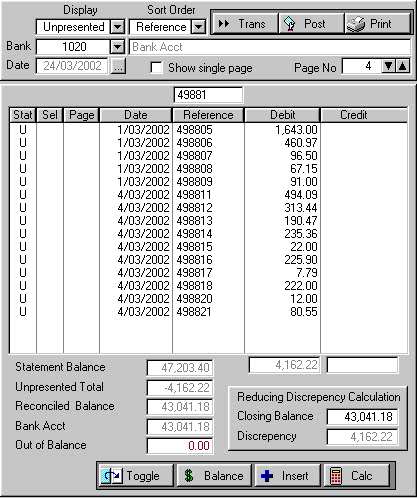 Display Sort Order
Unpresented Reference Trans Post Print
Bank 1020 Bank Acct
Date 24/03/2002 ... Show single page Page No 4
49881
Stat Sel Page Date Reference Debit Credit
U 1/03/2002 498805 1,643.00
U 1/03/2002 498806 460.97
U 1/03/2002 498807 96.50
U 1/03/2002 498808 67.15
U 1/03/2002 498809 91.00
U 4/03/2002 498811 494.09
U 4/03/2002 498812 313.44
U 4/03/2002 498813 190.47
U 4/03/2002 498814 235.36
U 4/03/2002 498815 22.00
U 4/03/2002 498816 225.90
U 4/03/2002 498817 7.79
U 4/03/2002 498818 222.00
U 4/03/2002 498820 12.00
U 4/03/2002 498821 80.55
Statement Balance 47,203.40 4,162.22
Unpresented Total -4,162.22
Reconciled Balance 43,041.18
Bank Acct 43,041.18
Out of Balance 0.00
Reducing Discrepency Calculation
Closing Balance 43,041.18
Discrepency 4,162.22
Toggle $ Balance Insert Calc